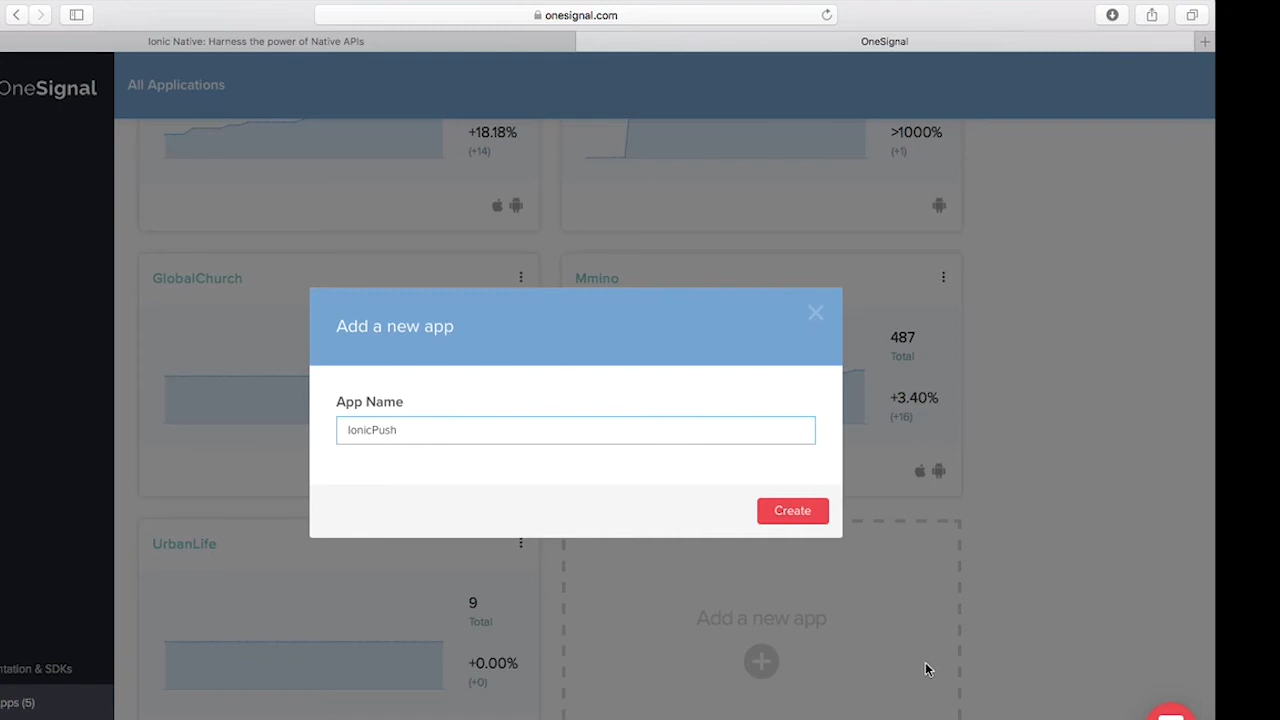 onesignal.com
Ionic Native: Harness the power of Native APIs
OneSignal
OneSignal
All Applications
+18.18%
(+14)
>1000%
(+1)
GlobalChurch
Mmino
487
Total
+3.40%
(+16)
Add a new app
App Name
IonicPush
Create
UrbanLife
9
Total
+0.00%
(+0)
Add a new app
ntation & SDKs
pps (5)